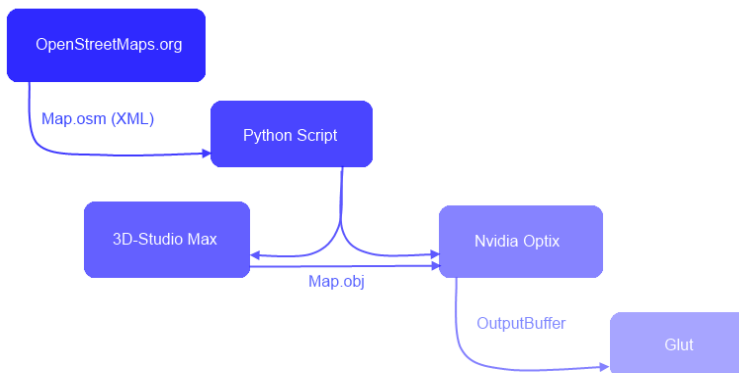 OpenStreetMaps.org
Map.osm (XML)
Python Script
3D-Studio Max
Nvidia Optix
Map.obj
OutputBuffer
Glut